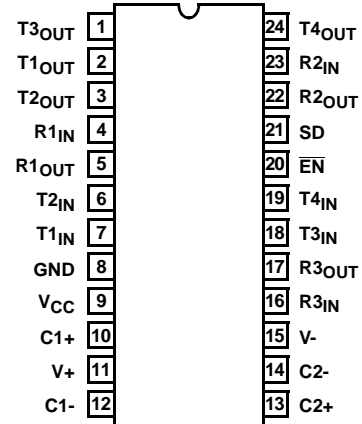 T3OUT 1 24 T4OUT
T1OUT 2 23 R2IN
T2OUT 3 22 R2OUT
R1IN 4 21 SD
R1OUT 5 20 E̅N̅
T2IN 6 19 T4IN
T1IN 7 18 T3IN
GND 8 17 R3OUT
VCC 9 16 R3IN
C1+ 10 15 V-
V+ 11 14 C2-
C1- 12 13 C2+